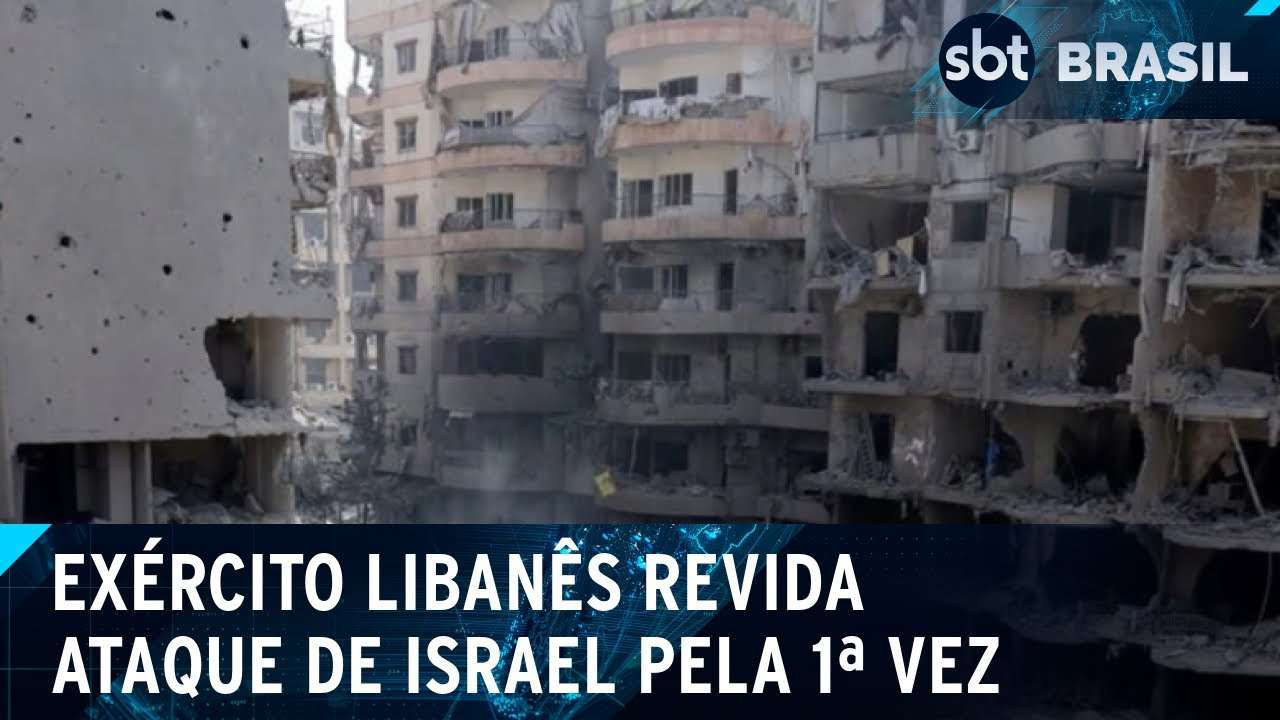 sbt BRASIL
EXÉRCITO LIBANÊS REVIDA
ATAQUE DE ISRAEL PELA 1ª VEZ